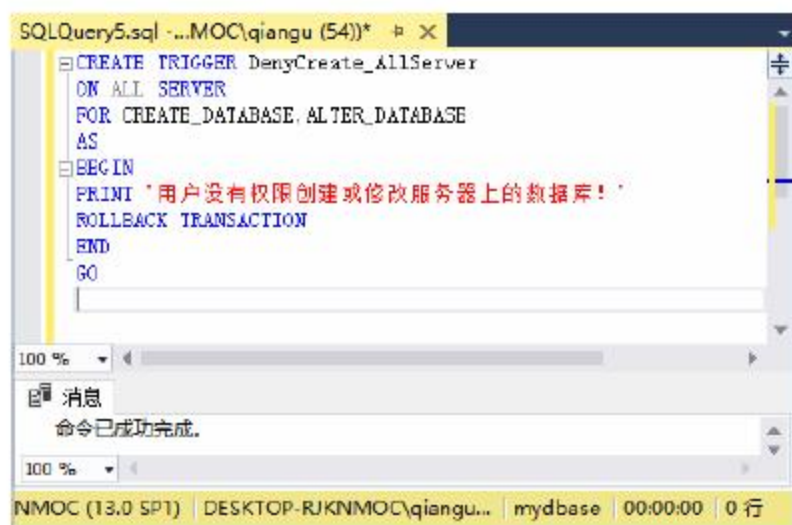 SQLQuery5.sql -...MOC\qiangu (54))*
CREATE TRIGGER DenyCreate_AllServer
ON ALL SERVER
FOR CREATE_DATABASE,ALTER_DATABASE
AS
BEGIN
PRINT '用户没有权限创建或修改服务器上的数据库！'
ROLLBACK TRANSACTION
END
GO
100 %
消息
命令已成功完成。
100 %
NMOC (13.0 SP1) DESKTOP-RJKNMOC\qiangu... mydbase 00:00:00 0 行